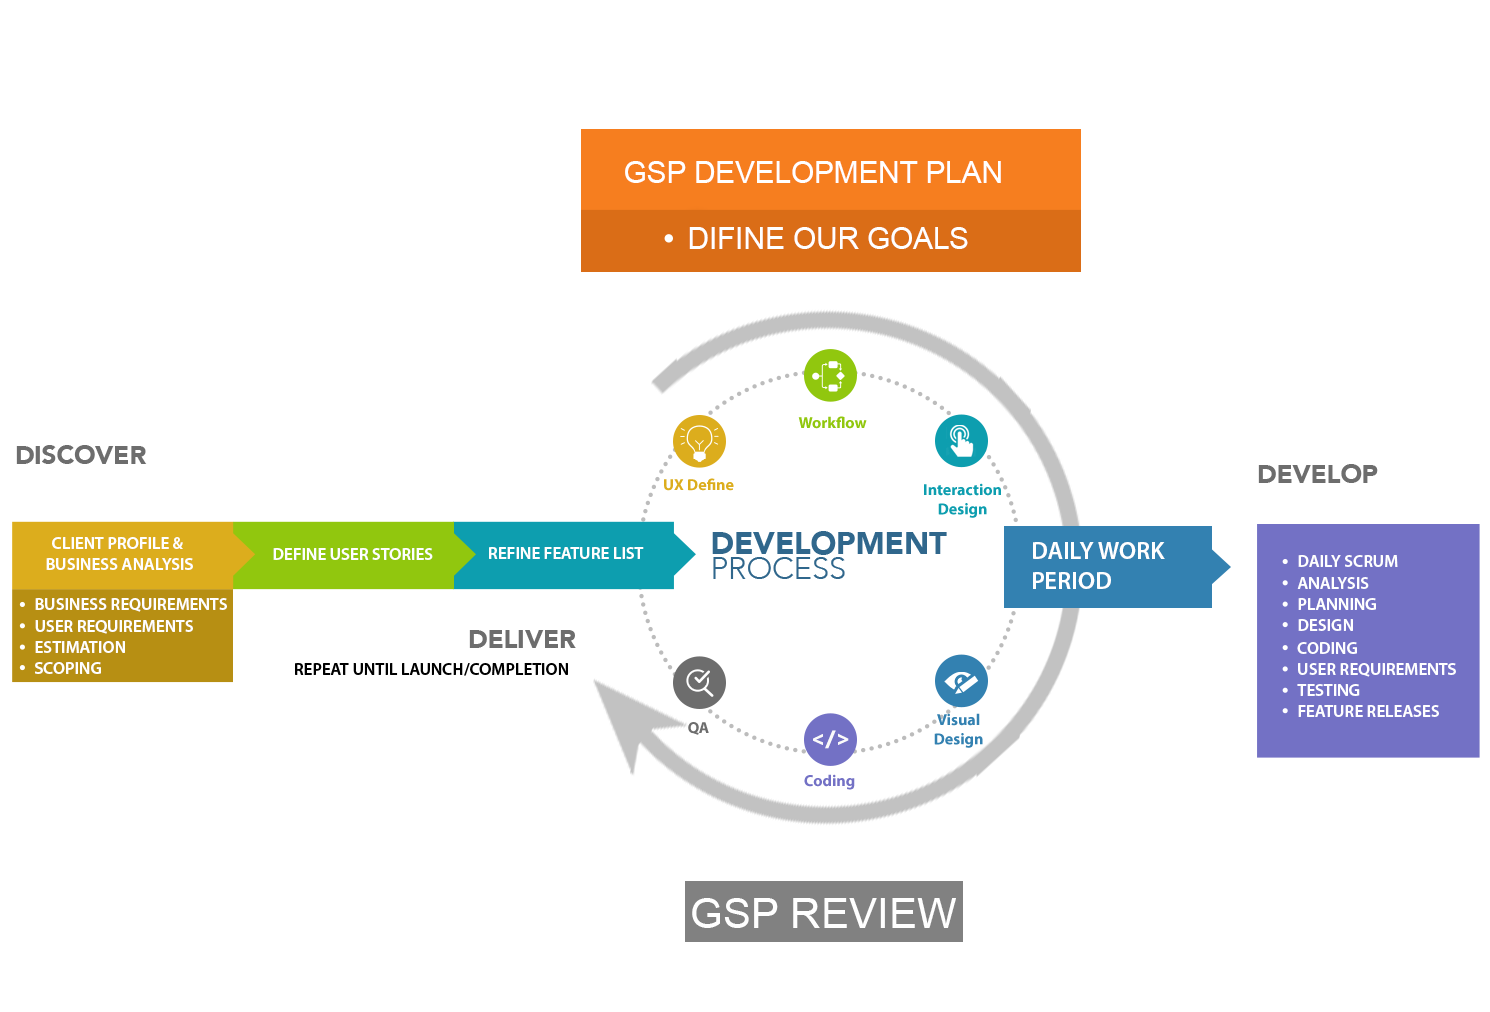 GSP DEVELOPMENT PLAN
• DIFINE OUR GOALS
DISCOVER
CLIENT PROFILE &
BUSINESS ANALYSIS
• BUSINESS REQUIREMENTS
• USER REQUIREMENTS
• ESTIMATION
• SCOPING
DEFINE USER STORIES
REFINE FEATURE LIST
DELIVER
REPEAT UNTIL LAUNCH/COMPLETION
DEVELOPMENT
PROCESS
UX Define
Workflow
Interaction
Design
Visual
Design
</>
Coding
QA
DAILY WORK
PERIOD
DEVELOP
• DAILY SCRUM
• ANALYSIS
• PLANNING
• DESIGN
• CODING
• USER REQUIREMENTS
• TESTING
• FEATURE RELEASES
GSP REVIEW